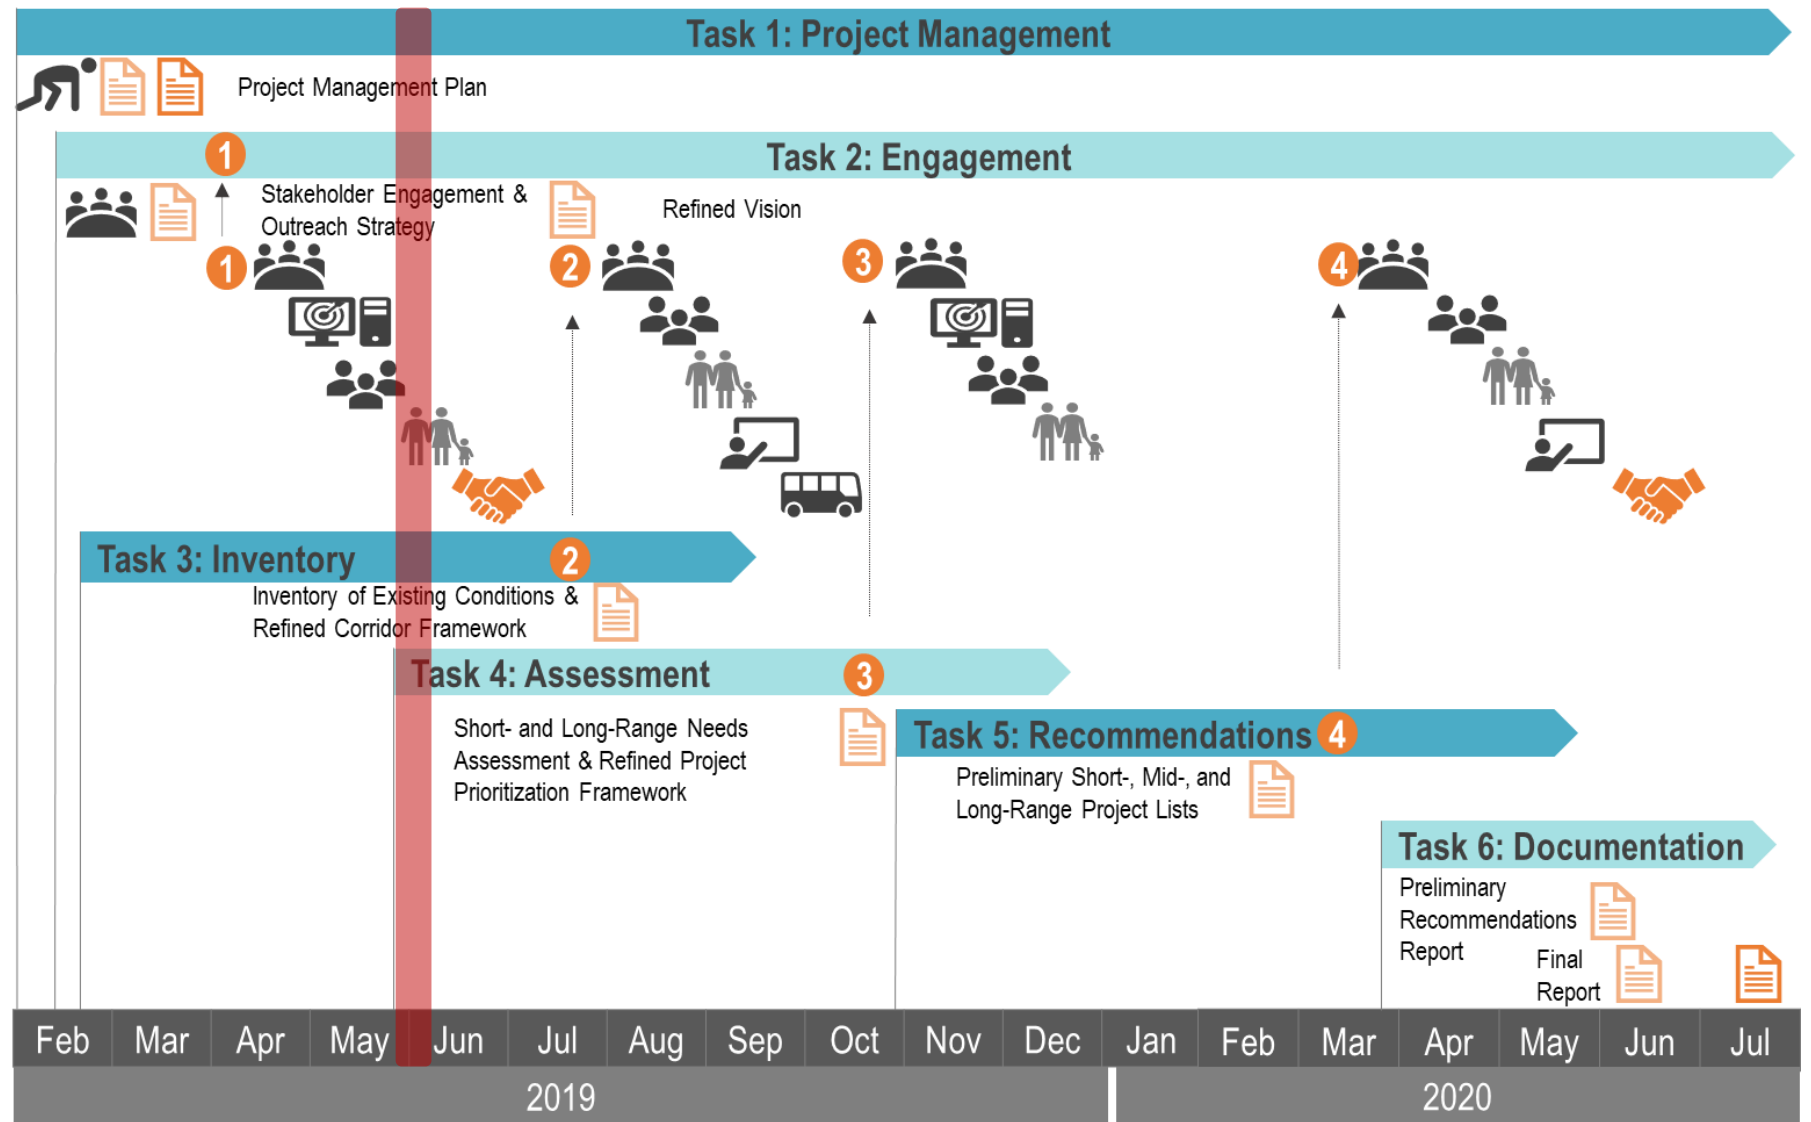 Task 1: Project Management
Project Management Plan
1
Task 2: Engagement
Stakeholder Engagement &
Outreach Strategy
Refined Vision
1
2
3
4
Task 3: Inventory
2
Inventory of Existing Conditions &
Refined Corridor Framework
Task 4: Assessment
3
Short- and Long-Range Needs
Assessment & Refined Project
Prioritization Framework
Task 5: Recommendations
4
Preliminary Short-, Mid-, and
Long-Range Project Lists
Task 6: Documentation
Preliminary
Recommendations
Report
Final
Report
Feb Mar Apr May Jun Jul Aug Sep Oct Nov Dec Jan Feb Mar Apr May Jun Jul
2019 2020